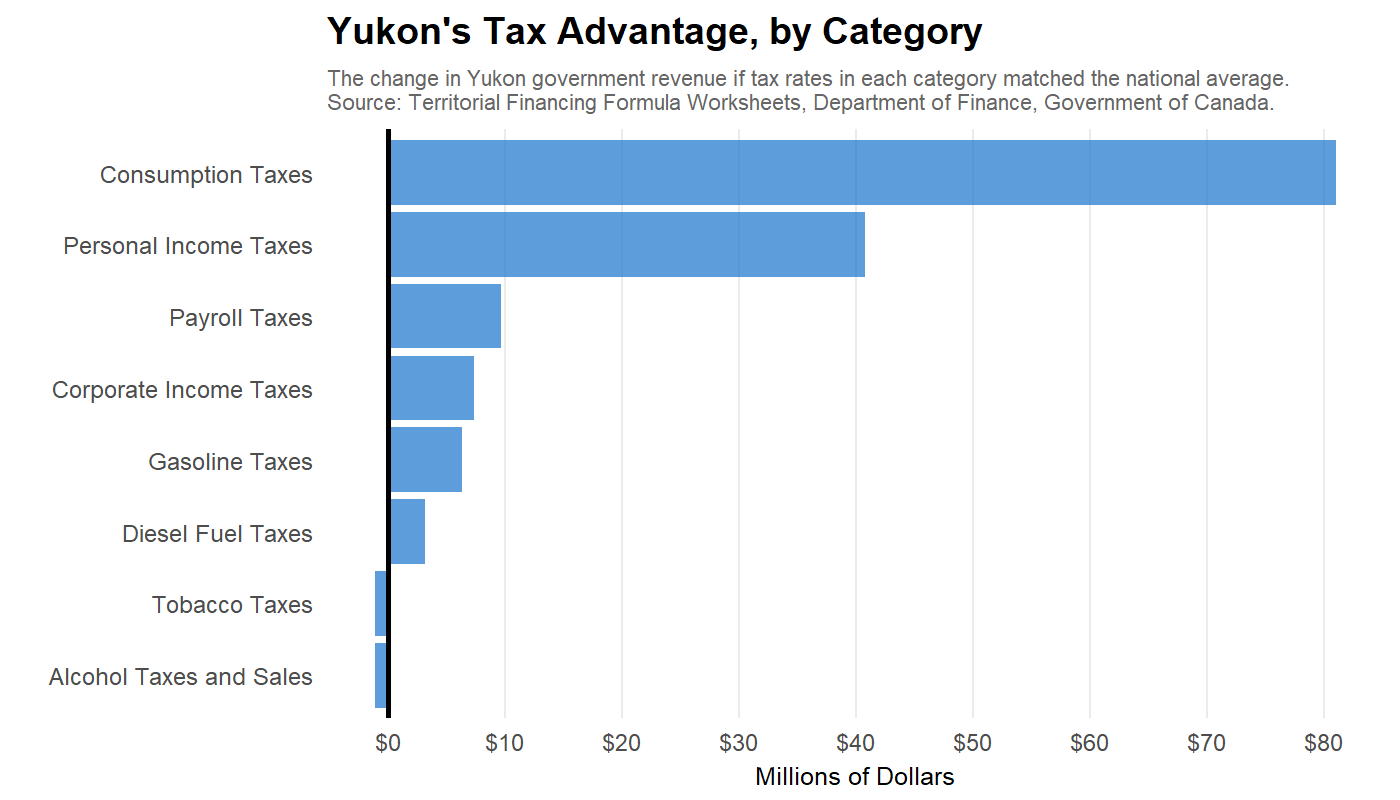 Yukon's Tax Advantage, by Category
The change in Yukon government revenue if tax rates in each category matched the national average.
Source: Territorial Financing Formula Worksheets, Department of Finance, Government of Canada.
Consumption Taxes
Personal Income Taxes
Payroll Taxes
Corporate Income Taxes
Gasoline Taxes
Diesel Fuel Taxes
Tobacco Taxes
Alcohol Taxes and Sales
$0 $10 $20 $30 $40 $50 $60 $70 $80
Millions of Dollars